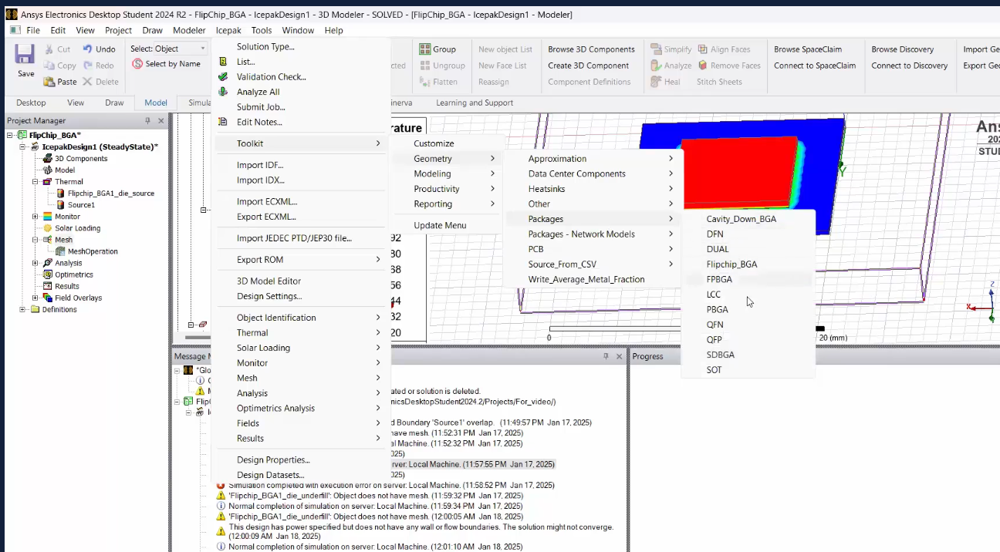 Ansys Electronics Desktop Student 2024 R2 - FlipChip_BGA - IcepakDesign1 - 3D Modeler - SOLVED - [FlipChip_BGA - IcepakDesign1 - Modeler]
File Edit View Project Draw Modeler Icepak Tools Window Help
Save
Cut
Copy
Paste
Undo
Redo
Delete
Select: Object
Select by Name
Group
Ungroup
Flatten
New object List
New Face List
Reassign
Browse 3D Components
Create 3D Component
Component Definitions
Simplify
Analyze
Heal
Align Faces
Remove Faces
Stitch Sheets
Browse SpaceClaim
Connect to SpaceClaim
Browse Discovery
Connect to Discovery
Import Ge
Export Geo
Desktop View Draw Model Simula
inerva Learning and Support
Project Manager
FlipChip_BGA*
IcepakDesign1 (SteadyState)*
3D Components
Model
Thermal
Flipchip_BGA1_die_source
Source1
Monitor
Solar Loading
Mesh
MeshOperation
Analysis
Optimetrics
Results
Field Overlays
Definitions
Solution Type...
List...
Validation Check...
Analyze All
Submit Job...
Edit Notes...
Toolkit
Import IDF...
Import IDX...
Import ECXML...
Export ECXML...
Import JEDEC PTD/JEP30 file...
Export ROM
3D Model Editor
Design Settings...
Object Identification
Thermal
Solar Loading
Monitor
Mesh
Analysis
Optimetrics Analysis
Fields
Results
Design Properties...
Design Datasets...
Customize
Geometry
Modeling
Productivity
Reporting
Update Menu
Approximation
Data Center Components
Heatsinks
Other
Packages
Packages - Network Models
PCB
Source_From_CSV
Write_Average_Metal_Fraction
Cavity_Down_BGA
DFN
DUAL
Flipchip_BGA
FPBGA
LCC
PBGA
QFN
QFP
SDBGA
SOT
cted
rature
92
80
68
56
44
32
20
Ans
202
STUD
Y
Z
X
0
20 (mm)
Message M
Progress
*Glo
FlipC
ated or solution is deleted.
onicsDesktopStudent2024.2/Projects/For_video/)
d Boundary 'Source1' overlap. (11:49:57 PM Jan 17, 2025)
have mesh. (11:52:31 PM Jan 17, 2025)
al Machine. (11:52:32 PM Jan 17, 2025)
025)
rver: Local Machine. (11:57:55 PM Jan 17, 2025)
025)
Simulation completed with execution error on server: Local Machine. (11:58:52 PM Jan 17, 2025)
'Flipchip_BGA1_die_underfill': Object does not have mesh. (11:59:32 PM Jan 17, 2025)
Normal completion of simulation on server: Local Machine. (11:59:34 PM Jan 17, 2025)
'Flipchip_BGA1_die_underfill': Object does not have mesh. (12:00:05 AM Jan 18, 2025)
This design has power specified but does not have any wall or flow boundaries. The solution might not converge.
(12:00:09 AM Jan 18, 2025)
Normal completion of simulation on server: Local Machine. (12:01:10 AM Jan 18, 2025)